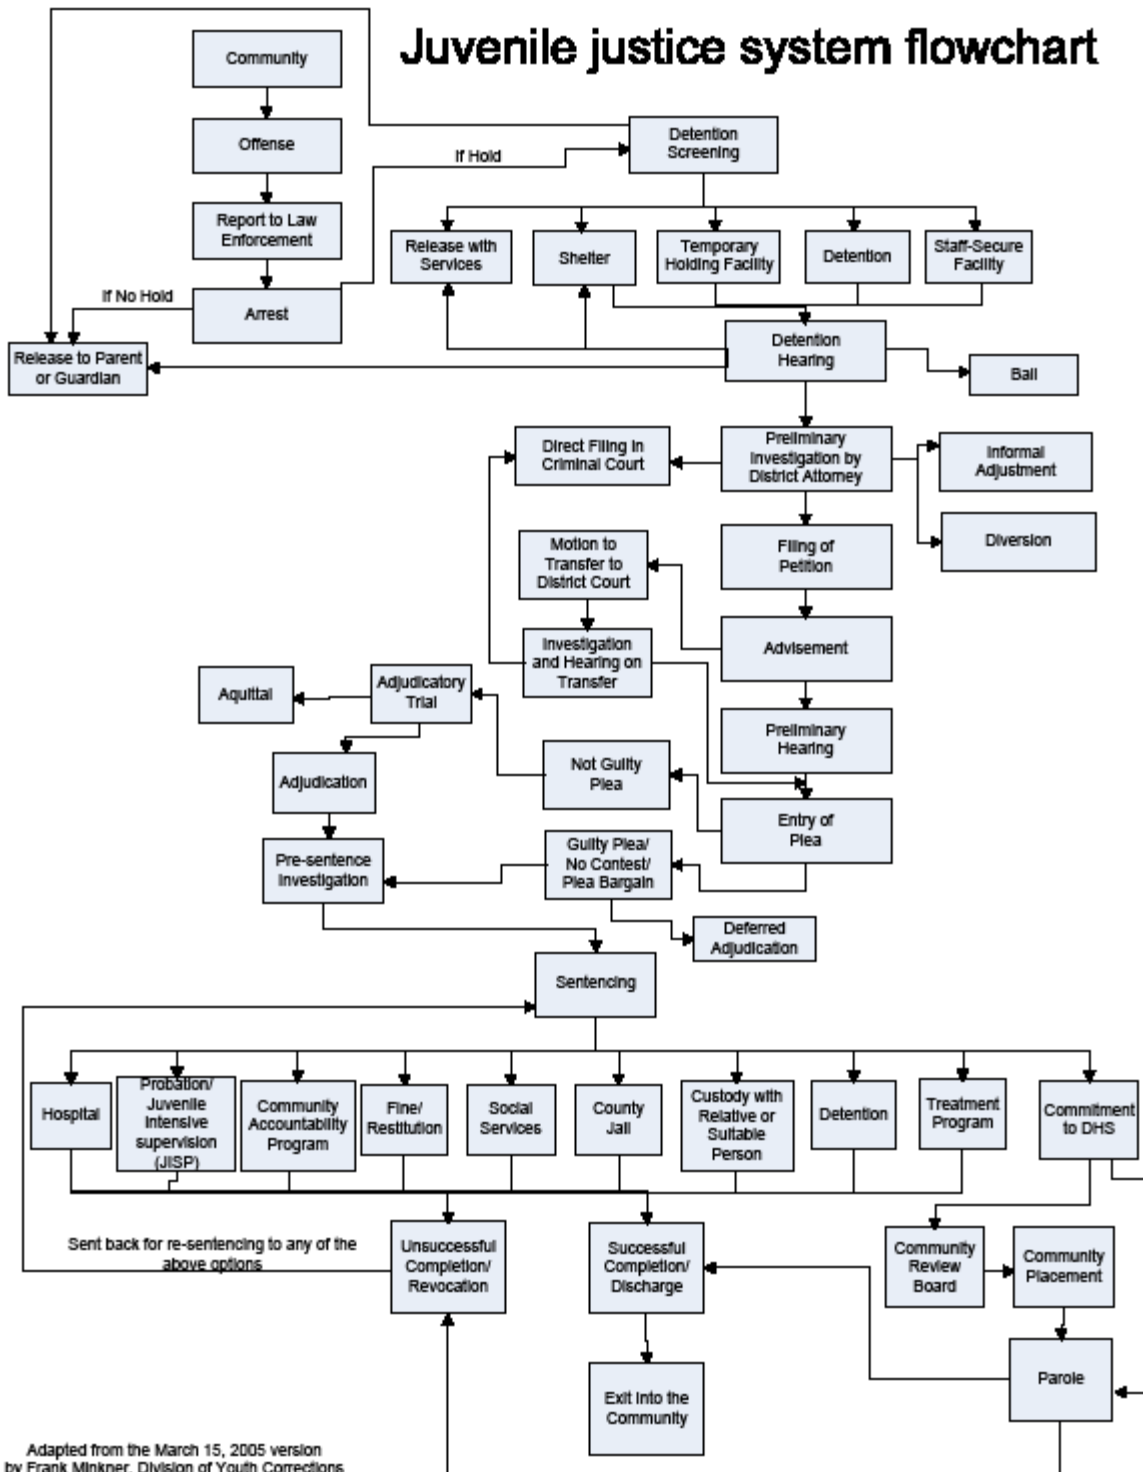 Juvenile justice system flowchart
Community
Offense
Report to Law
Enforcement
Arrest
If No Hold
If Hold
Release to Parent
or Guardian
Detention
Screening
Release with
Services
Shelter
Temporary
Holding Facility
Detention
Staff-Secure
Facility
Detention
Hearing
Bail
Direct Filing in
Criminal Court
Preliminary
Investigation by
District Attorney
Informal
Adjustment
Diversion
Motion to
Transfer to
District Court
Filing of
Petition
Investigation
and Hearing on
Transfer
Advisement
Aquittal
Adjudicatory
Trial
Preliminary
Hearing
Adjudication
Not Guilty
Plea
Entry of
Plea
Pre-sentence
Investigation
Guilty Plea/
No Contest/
Plea Bargain
Deferred
Adjudication
Sentencing
Hospital
Probation/
Juvenile
Intensive
supervision
(JISP)
Community
Accountability
Program
Fine/
Restitution
Social
Services
County
Jail
Custody with
Relative or
Suitable
Person
Detention
Treatment
Program
Commitment
to DHS
Sent back for re-sentencing to any of the
above options
Unsuccessful
Completion/
Revocation
Successful
Completion/
Discharge
Community
Review
Board
Community
Placement
Exit into the
Community
Parole
Adapted from the March 15, 2005 version
by Frank Minkner, Division of Youth Corrections